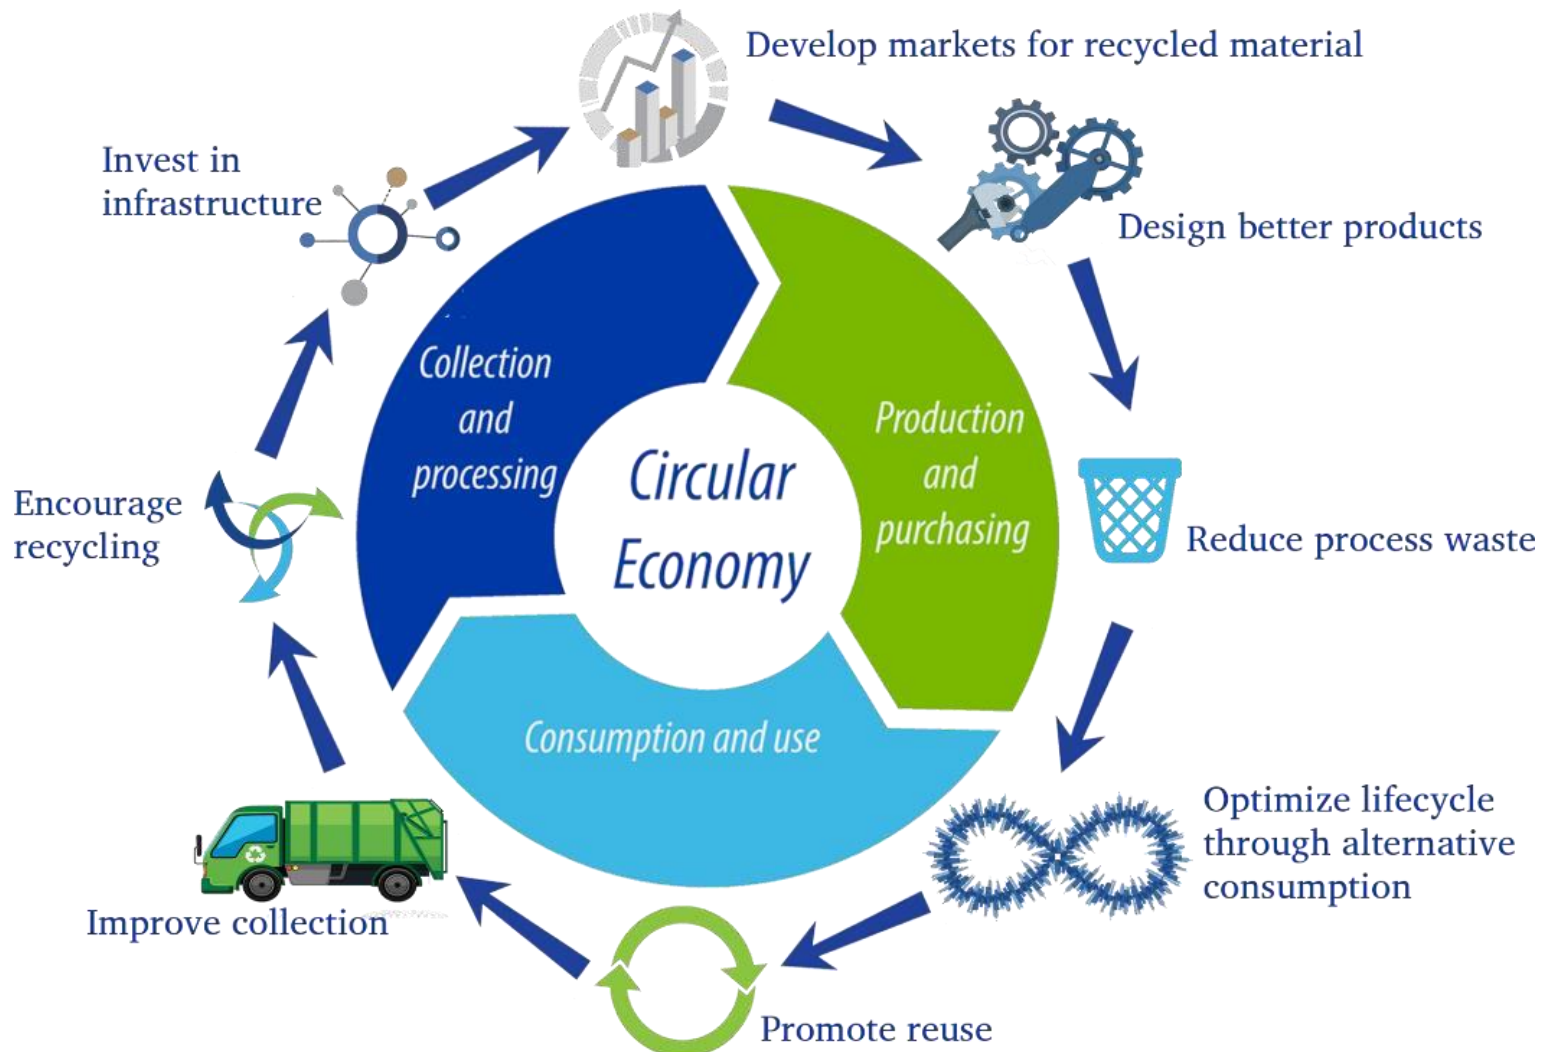 Develop markets for recycled material
Invest in
infrastructure
Design better products
Collection
and
processing
Production
and
purchasing
Circular
Economy
Encourage
recycling
Reduce process waste
Consumption and use
Optimize lifecycle
through alternative
consumption
Improve collection
Promote reuse